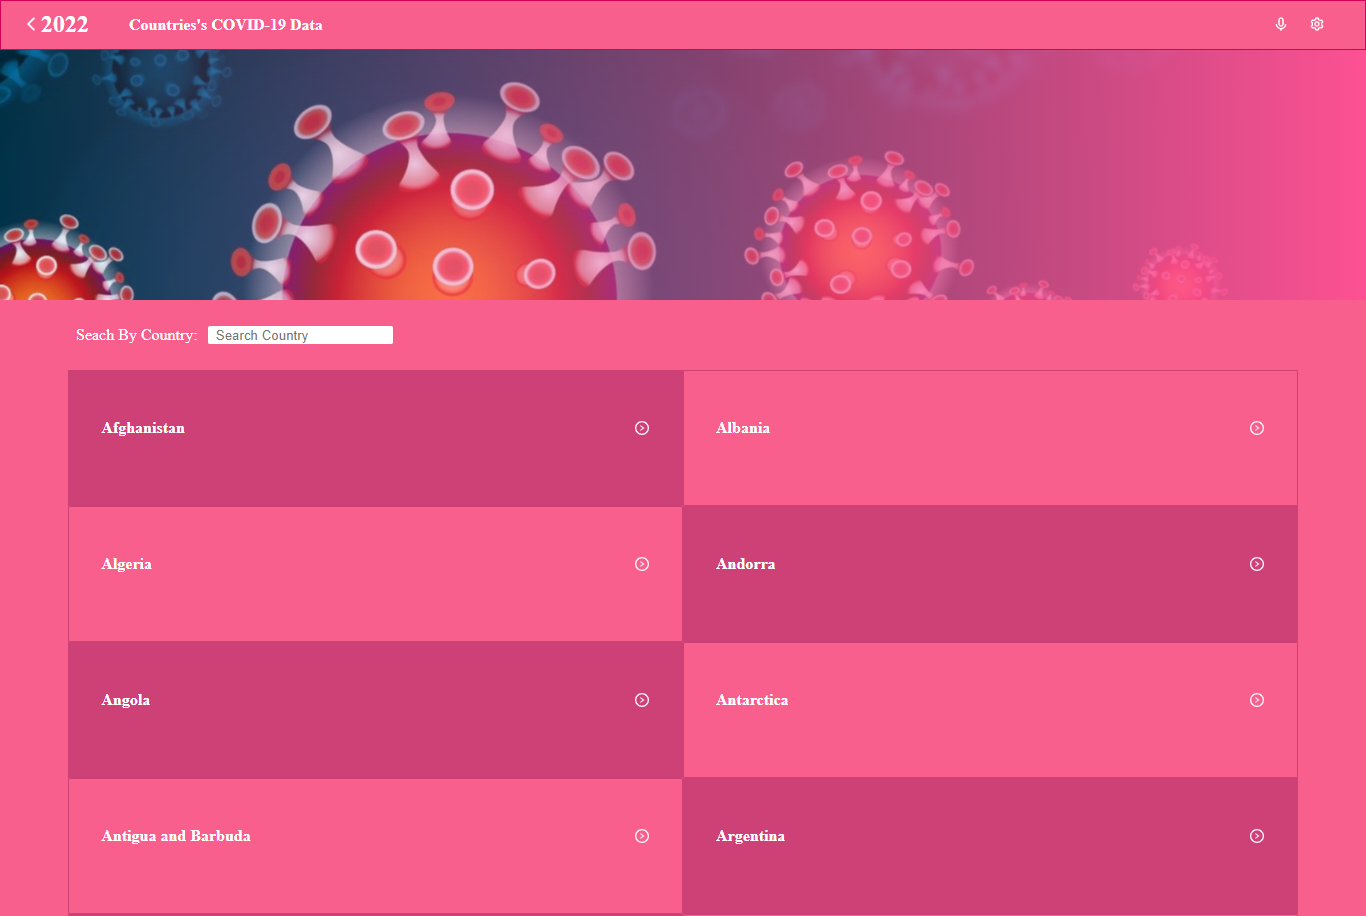 2022 Countries's COVID-19 Data
Seach By Country: Search Country
Afghanistan
Albania
Algeria
Andorra
Angola
Antarctica
Antigua and Barbuda
Argentina